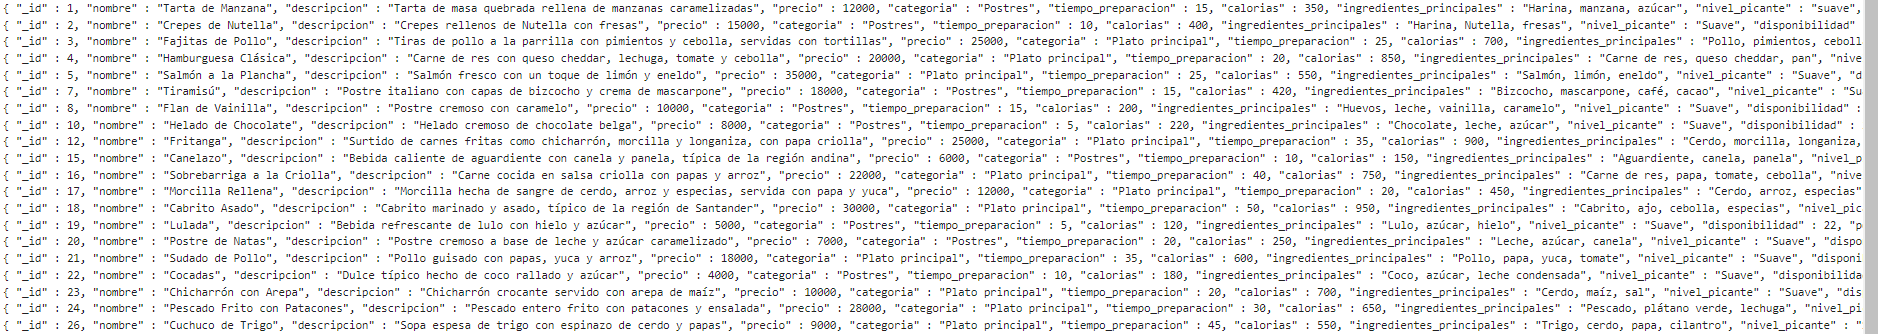 { "_id" : 1, "nombre" : "Tarta de Manzana", "descripcion" : "Tarta de masa quebrada rellena de manzanas caramelizadas", "precio" : 12000, "categoria" : "Postres", "tiempo_preparacion" : 15, "calorias" : 350, "ingredientes_principales" : "Harina, manzana, azúcar", "nivel_picante" : "suave",
{ "_id" : 2, "nombre" : "Crepes de Nutella", "descripcion" : "Crepes rellenos de Nutella con fresas", "precio" : 15000, "categoria" : "Postres", "tiempo_preparacion" : 10, "calorias" : 400, "ingredientes_principales" : "Harina, Nutella, fresas", "nivel_picante" : "Suave", "disponibilidad"
{ "_id" : 3, "nombre" : "Fajitas de Pollo", "descripcion" : "Tiras de pollo a la parrilla con pimientos y cebolla, servidas con tortillas", "precio" : 25000, "categoria" : "Plato principal", "tiempo_preparacion" : 25, "calorias" : 700, "ingredientes_principales" : "Pollo, pimientos, ceboll
{ "_id" : 4, "nombre" : "Hamburguesa Clásica", "descripcion" : "Carne de res con queso cheddar, lechuga, tomate y cebolla", "precio" : 20000, "categoria" : "Plato principal", "tiempo_preparacion" : 20, "calorias" : 850, "ingredientes_principales" : "Carne de res, queso cheddar, pan", "nive
{ "_id" : 5, "nombre" : "Salmón a la Plancha", "descripcion" : "Salmón fresco con un toque de limón y eneldo", "precio" : 35000, "categoria" : "Plato principal", "tiempo_preparacion" : 25, "calorias" : 550, "ingredientes_principales" : "Salmón, limón, eneldo", "nivel_picante" : "Suave", "d
{ "_id" : 7, "nombre" : "Tiramisú", "descripcion" : "Postre italiano con capas de bizcocho y crema de mascarpone", "precio" : 18000, "categoria" : "Postres", "tiempo_preparacion" : 15, "calorias" : 420, "ingredientes_principales" : "Bizcocho, mascarpone, café, cacao", "nivel_picante" : "Su
{ "_id" : 8, "nombre" : "Flan de Vainilla", "descripcion" : "Postre cremoso con caramelo", "precio" : 10000, "categoria" : "Postres", "tiempo_preparacion" : 15, "calorias" : 200, "ingredientes_principales" : "Huevos, leche, vainilla, caramelo", "nivel_picante" : "Suave", "disponibilidad" :
{ "_id" : 10, "nombre" : "Helado de Chocolate", "descripcion" : "Helado cremoso de chocolate belga", "precio" : 8000, "categoria" : "Postres", "tiempo_preparacion" : 5, "calorias" : 220, "ingredientes_principales" : "Chocolate, leche, azúcar", "nivel_picante" : "Suave", "disponibilidad" :
{ "_id" : 12, "nombre" : "Fritanga", "descripcion" : "Surtido de carnes fritas como chicharrón, morcilla y longaniza, con papa criolla", "precio" : 25000, "categoria" : "Plato principal", "tiempo_preparacion" : 35, "calorias" : 900, "ingredientes_principales" : "Cerdo, morcilla, longaniza,
{ "_id" : 15, "nombre" : "Canelazo", "descripcion" : "Bebida caliente de aguardiente con canela y panela, típica de la región andina", "precio" : 6000, "categoria" : "Postres", "tiempo_preparacion" : 10, "calorias" : 150, "ingredientes_principales" : "Aguardiente, canela, panela", "nivel_p
{ "_id" : 16, "nombre" : "Sobrebarriga a la Criolla", "descripcion" : "Carne cocida en salsa criolla con papas y arroz", "precio" : 22000, "categoria" : "Plato principal", "tiempo_preparacion" : 40, "calorias" : 750, "ingredientes_principales" : "Carne de res, papa, tomate, cebolla", "nive
{ "_id" : 17, "nombre" : "Morcilla Rellena", "descripcion" : "Morcilla hecha de sangre de cerdo, arroz y especias, servida con papa y yuca", "precio" : 12000, "categoria" : "Plato principal", "tiempo_preparacion" : 20, "calorias" : 450, "ingredientes_principales" : "Cerdo, arroz, especias"
{ "_id" : 18, "nombre" : "Cabrito Asado", "descripcion" : "Cabrito marinado y asado, típico de la región de Santander", "precio" : 30000, "categoria" : "Plato principal", "tiempo_preparacion" : 50, "calorias" : 950, "ingredientes_principales" : "Cabrito, ajo, cebolla, especias", "nivel_pic
{ "_id" : 19, "nombre" : "Lulada", "descripcion" : "Bebida refrescante de lulo con hielo y azúcar", "precio" : 5000, "categoria" : "Postres", "tiempo_preparacion" : 5, "calorias" : 120, "ingredientes_principales" : "Lulo, azúcar, hielo", "nivel_picante" : "Suave", "disponibilidad" : 22, "p
{ "_id" : 20, "nombre" : "Postre de Natas", "descripcion" : "Postre cremoso a base de leche y azúcar caramelizado", "precio" : 7000, "categoria" : "Postres", "tiempo_preparacion" : 20, "calorias" : 250, "ingredientes_principales" : "Leche, azúcar, canela", "nivel_picante" : "Suave", "dispo
{ "_id" : 21, "nombre" : "Sudado de Pollo", "descripcion" : "Pollo guisado con papas, yuca y arroz", "precio" : 18000, "categoria" : "Plato principal", "tiempo_preparacion" : 35, "calorias" : 600, "ingredientes_principales" : "Pollo, papa, yuca, tomate", "nivel_picante" : "Suave", "disponi
{ "_id" : 22, "nombre" : "Cocadas", "descripcion" : "Dulce típico hecho de coco rallado y azúcar", "precio" : 4000, "categoria" : "Postres", "tiempo_preparacion" : 10, "calorias" : 180, "ingredientes_principales" : "Coco, azúcar, leche condensada", "nivel_picante" : "Suave", "disponibilida
{ "_id" : 23, "nombre" : "Chicharrón con Arepa", "descripcion" : "Chicharrón crocante servido con arepa de maíz", "precio" : 10000, "categoria" : "Plato principal", "tiempo_preparacion" : 20, "calorias" : 700, "ingredientes_principales" : "Cerdo, maíz, sal", "nivel_picante" : "Suave", "dis
{ "_id" : 24, "nombre" : "Pescado Frito con Patacones", "descripcion" : "Pescado entero frito con patacones y ensalada", "precio" : 28000, "categoria" : "Plato principal", "tiempo_preparacion" : 30, "calorias" : 650, "ingredientes_principales" : "Pescado, plátano verde, lechuga", "nivel_pi
{ "_id" : 26, "nombre" : "Cuchuco de Trigo", "descripcion" : "Sopa espesa de trigo con espinazo de cerdo y papas", "precio" : 9000, "categoria" : "Plato principal", "tiempo_preparacion" : 45, "calorias" : 550, "ingredientes_principales" : "Trigo, cerdo, papa, cilantro", "nivel_picante" : "